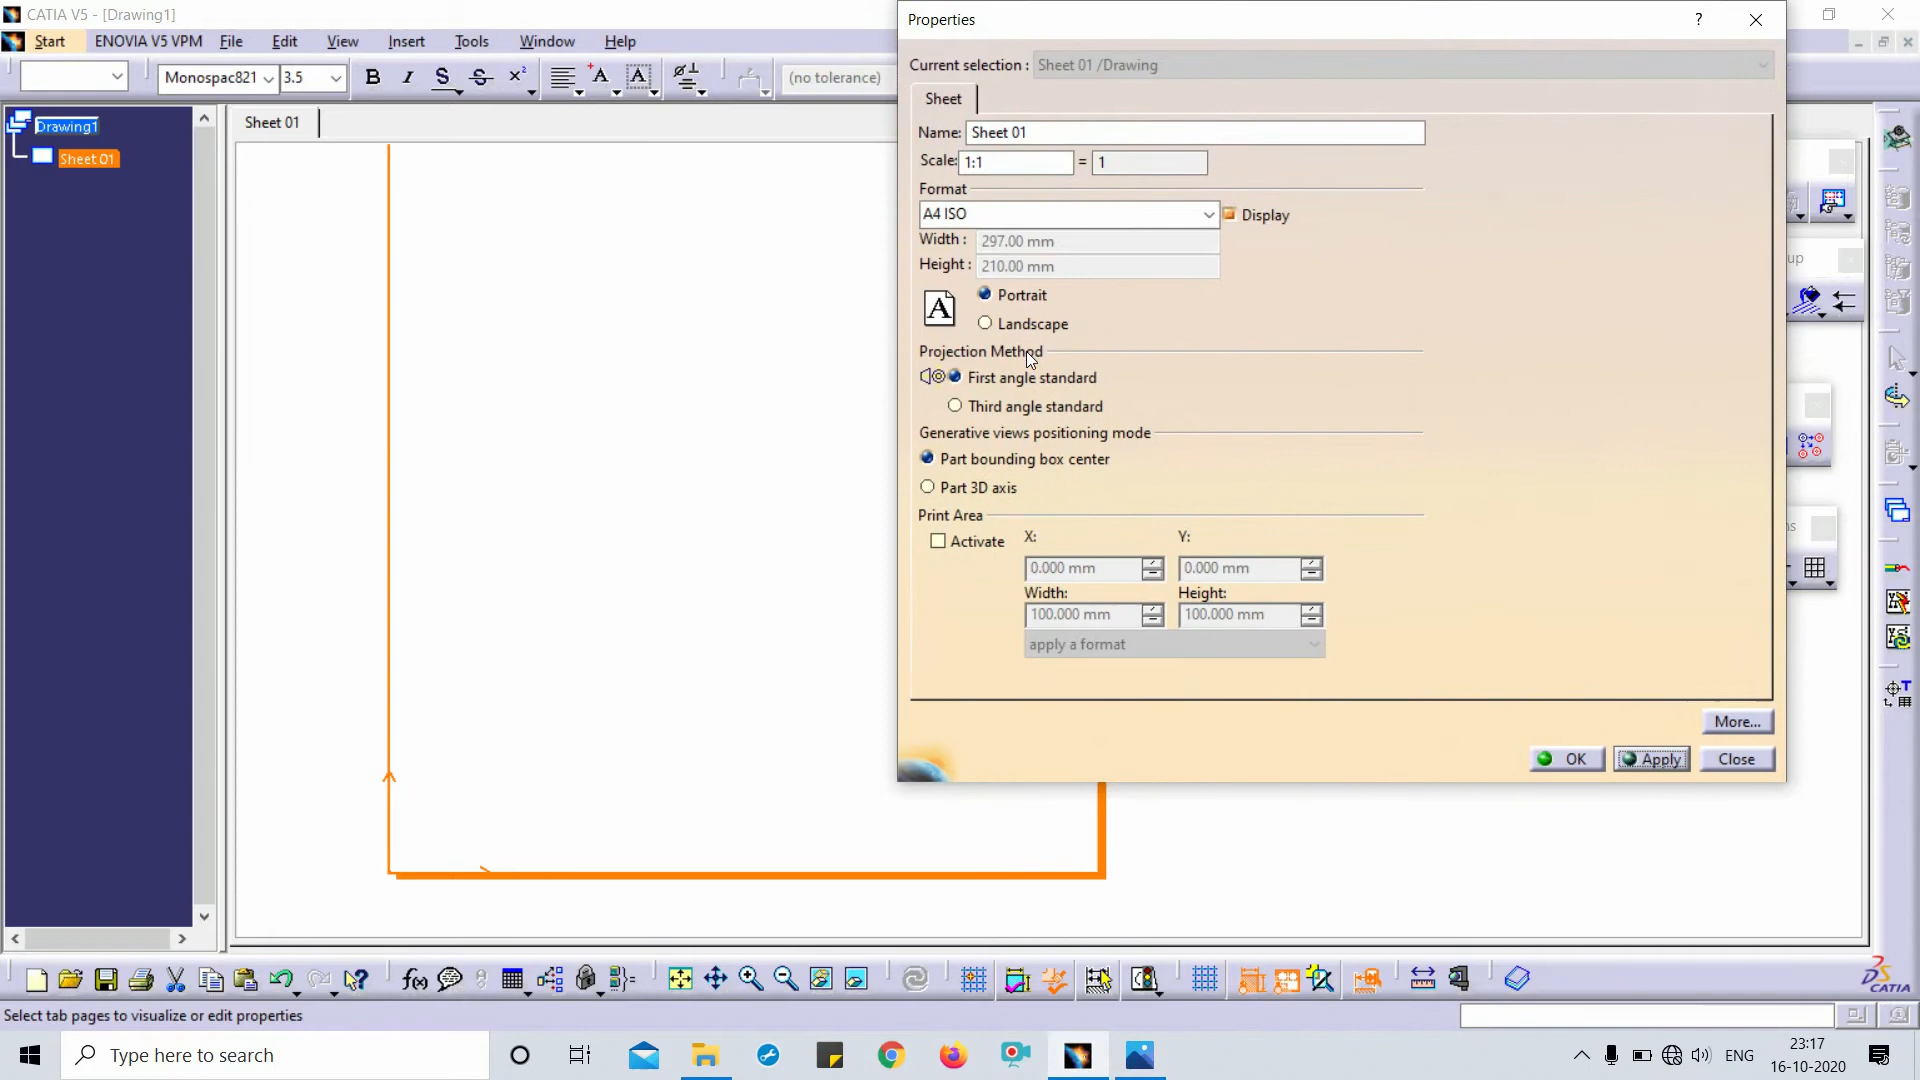 CATIA V5 - [Drawing1]
Start ENOVIA V5 VPM File Edit View Insert Tools Window Help
Monospac821 3.5 B I S S (no tolerance)
Drawing1
Sheet 01
Sheet 01
Properties
Current selection : Sheet 01 /Drawing
Sheet
Name: Sheet 01
Scale: 1:1 = 1
Format
A4 ISO Display
Width : 297.00 mm
Height : 210.00 mm
A
Portrait
Landscape
Projection Method
First angle standard
Third angle standard
Generative views positioning mode
Part bounding box center
Part 3D axis
Print Area
Activate X: Y:
0.000 mm 0.000 mm
Width: Height:
100.000 mm 100.000 mm
apply a format
More...
OK Apply Close
up
ns
f(x)
CATIA
Select tab pages to visualize or edit properties
Type here to search
ENG
23:17
16-10-2020